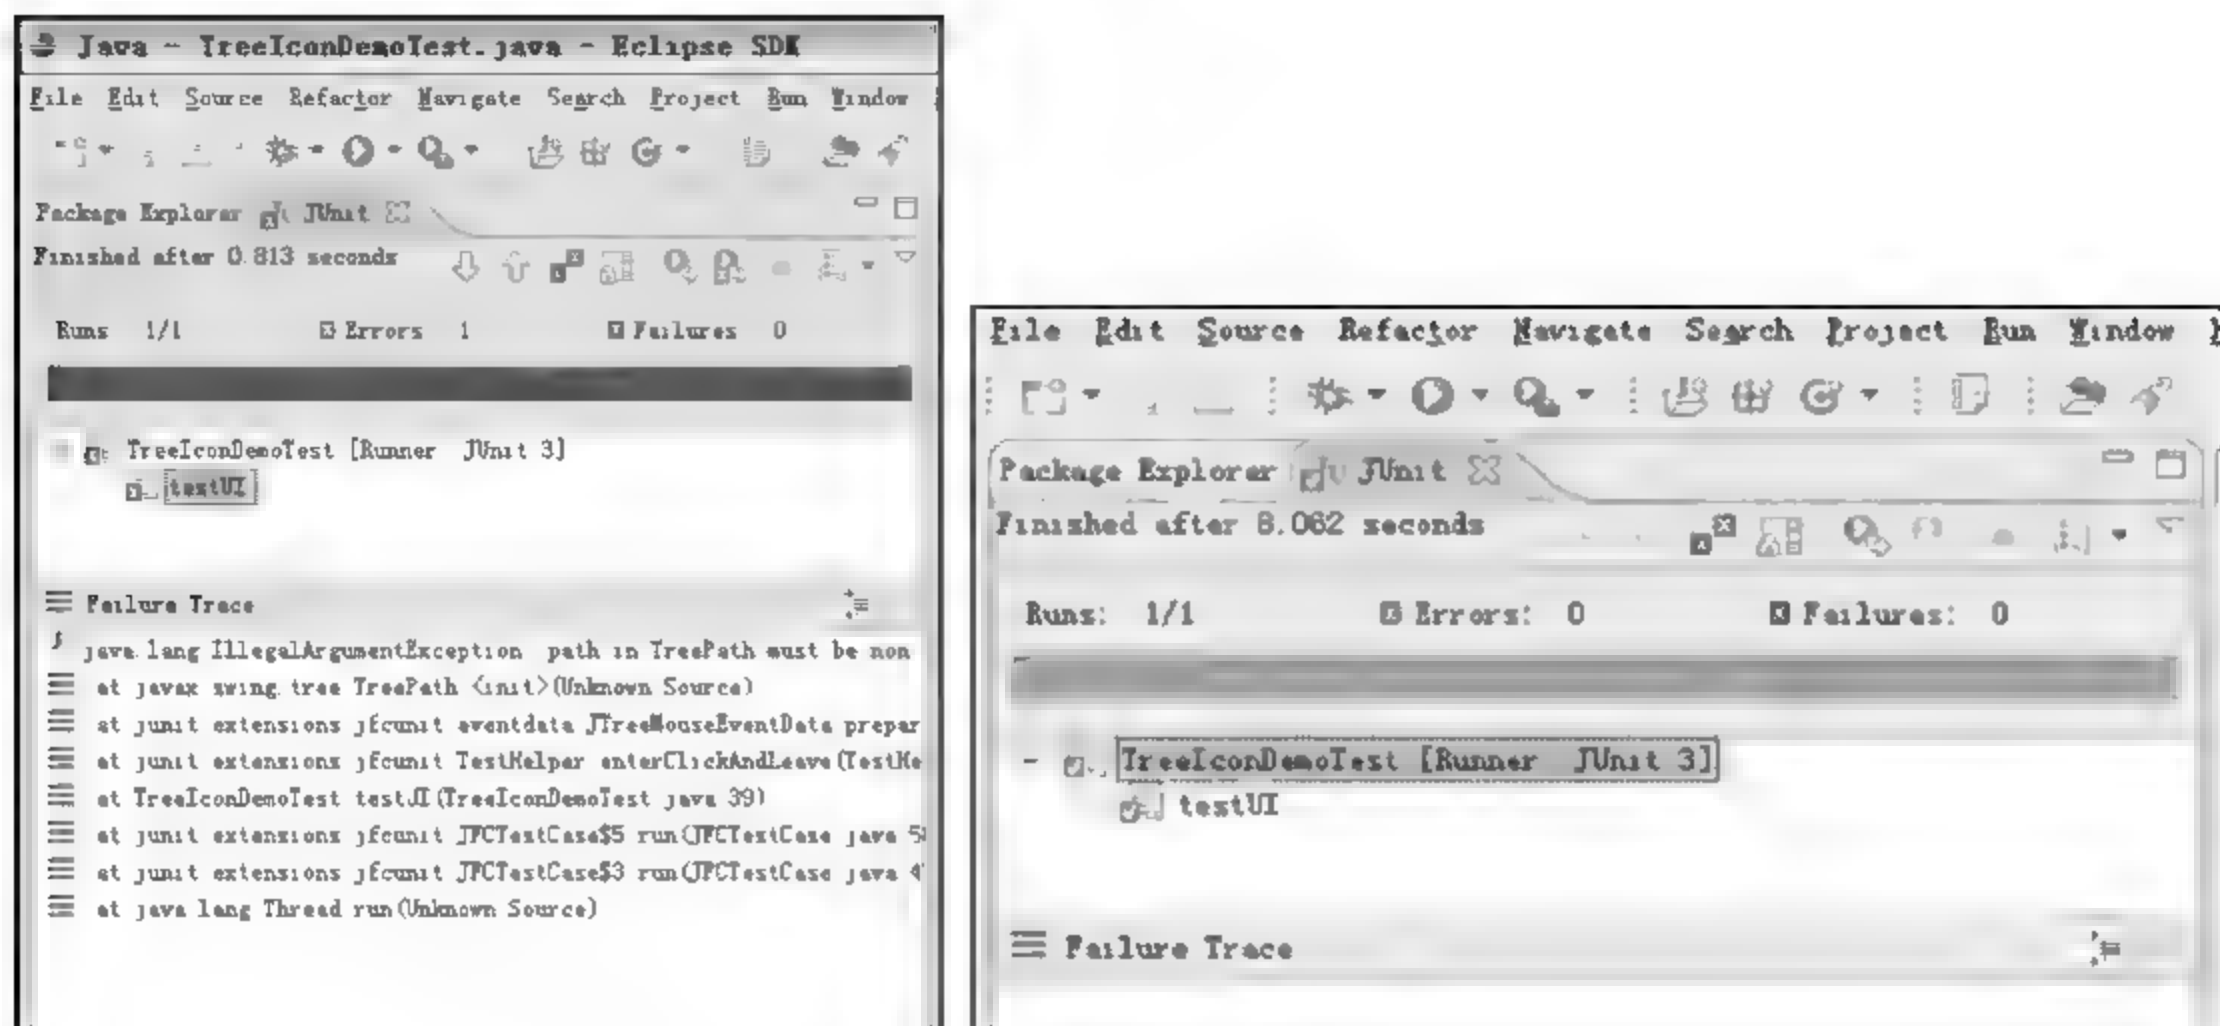 Java - TreeIconDemoTest.java - Eclipse SDK
File Edit Source Refactor Navigate Search Project Run Window
Package Explorer JUnit
Finished after 0.813 seconds
Runs 1/1 Errors 1 Failures 0
TreeIconDemoTest [Runner JUnit 3]
testUI
Failure Trace
java.lang IllegalArgumentException path in TreePath must be non
at javax swing tree TreePath <init>(Unknown Source)
at junit extensions jfcunit eventdata JTreeMouseEventData prepar
at junit extensions jfcunit TestHelper enterClickAndLeave(TestHe
at TreeIconDemoTest testUI(TreeIconDemoTest java 39)
at junit extensions jfcunit JFCTestCase$5 run(JFCTestCase java
at junit extensions jfcunit JFCTestCase$3 run(JFCTestCase java
at java lang Thread run(Unknown Source)
File Edit Source Refactor Navigate Search Project Run Window
Package Explorer JUnit
Finished after seconds
Runs: 1/1 Errors: 0 Failures: 0
TreeIconDemoTest [Runner JUnit 3]
testUI
Failure Trace